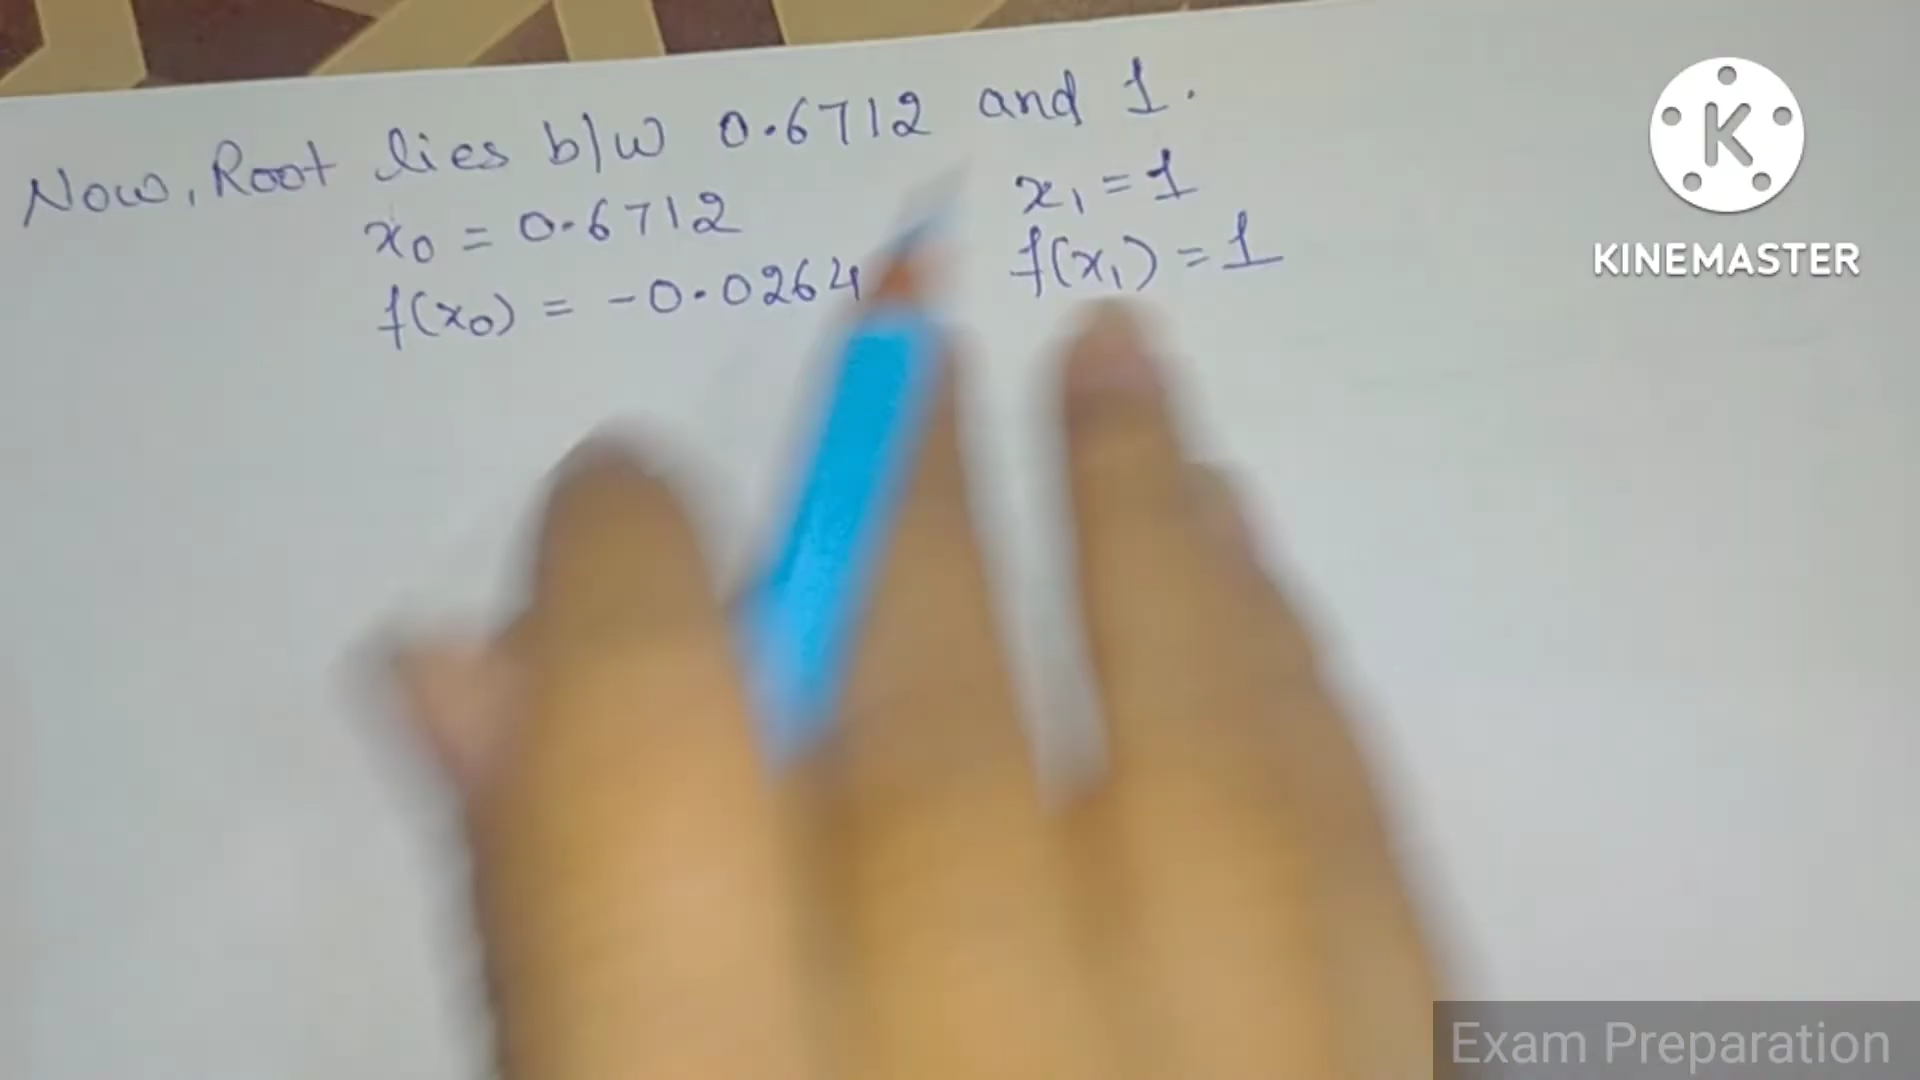 Now, Root lies b/w 0.6712 and 1.
x₀ = 0.6712 x₁ = 1
f(x₀) = -0.0264 f(x₁) = 1
K
KINEMASTER
Exam Preparation